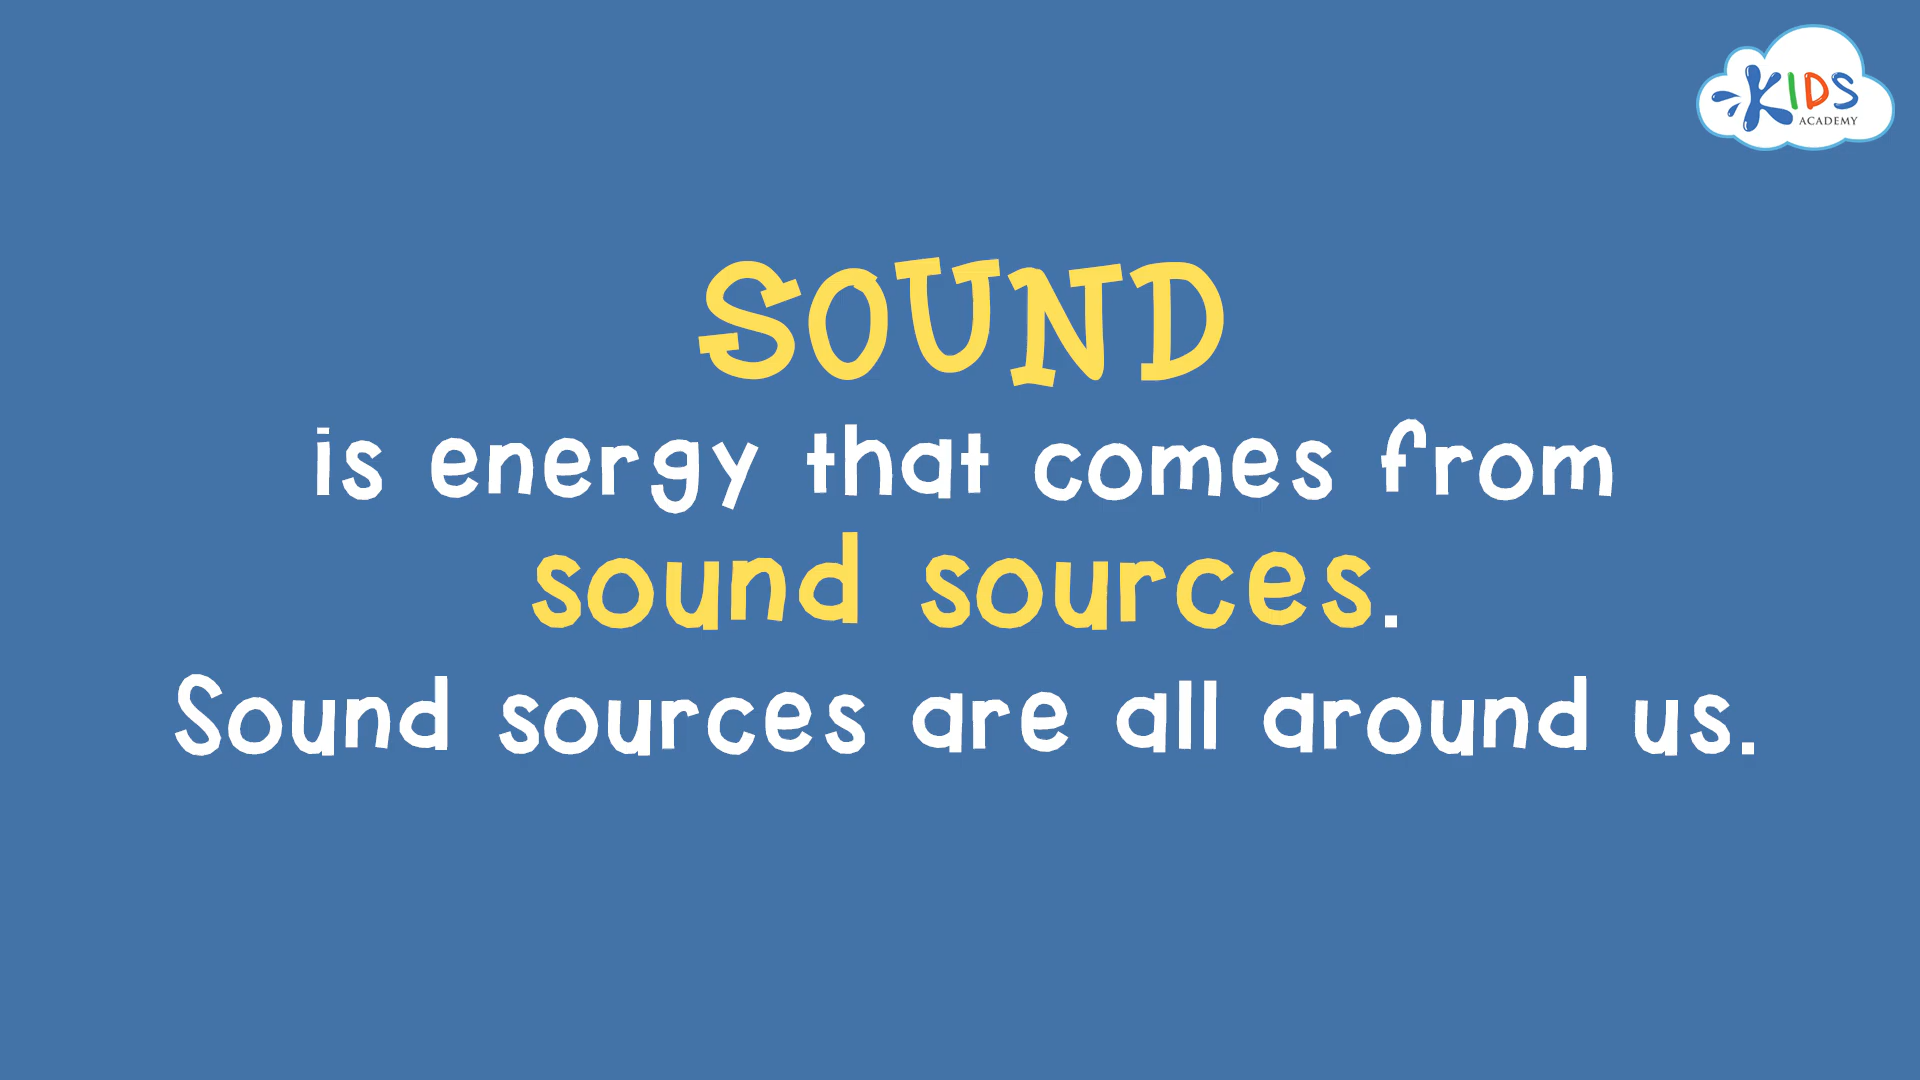 KIDS
ACADEMY
SOUND
is energy that comes from
sound sources.
Sound sources are all around us.